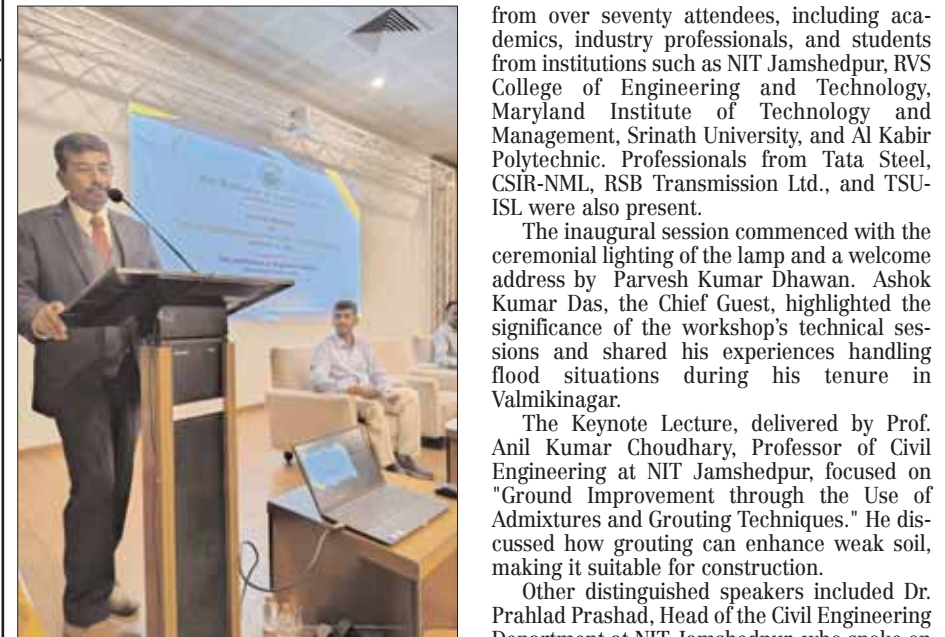 from over seventy attendees, including aca-
demics, industry professionals, and students
from institutions such as NIT Jamshedpur, RVS
College of Engineering and Technology,
Maryland Institute of Technology and
Management, Srinath University, and Al Kabir
Polytechnic. Professionals from Tata Steel,
CSIR-NML, RSB Transmission Ltd., and TSU-
ISL were also present.
The inaugural session commenced with the
ceremonial lighting of the lamp and a welcome
address by Parvesh Kumar Dhawan. Ashok
Kumar Das, the Chief Guest, highlighted the
significance of the workshop's technical ses-
sions and shared his experiences handling
flood situations during his tenure in
Valmikinagar.
The Keynote Lecture, delivered by Prof.
Anil Kumar Choudhary, Professor of Civil
Engineering at NIT Jamshedpur, focused on
"Ground Improvement through the Use of
Admixtures and Grouting Techniques." He dis-
cussed how grouting can enhance weak soil,
making it suitable for construction.
Other distinguished speakers included Dr.
Prahlad Prashad, Head of the Civil Engineering
Department at NIT Jamshedpur, who spoke on